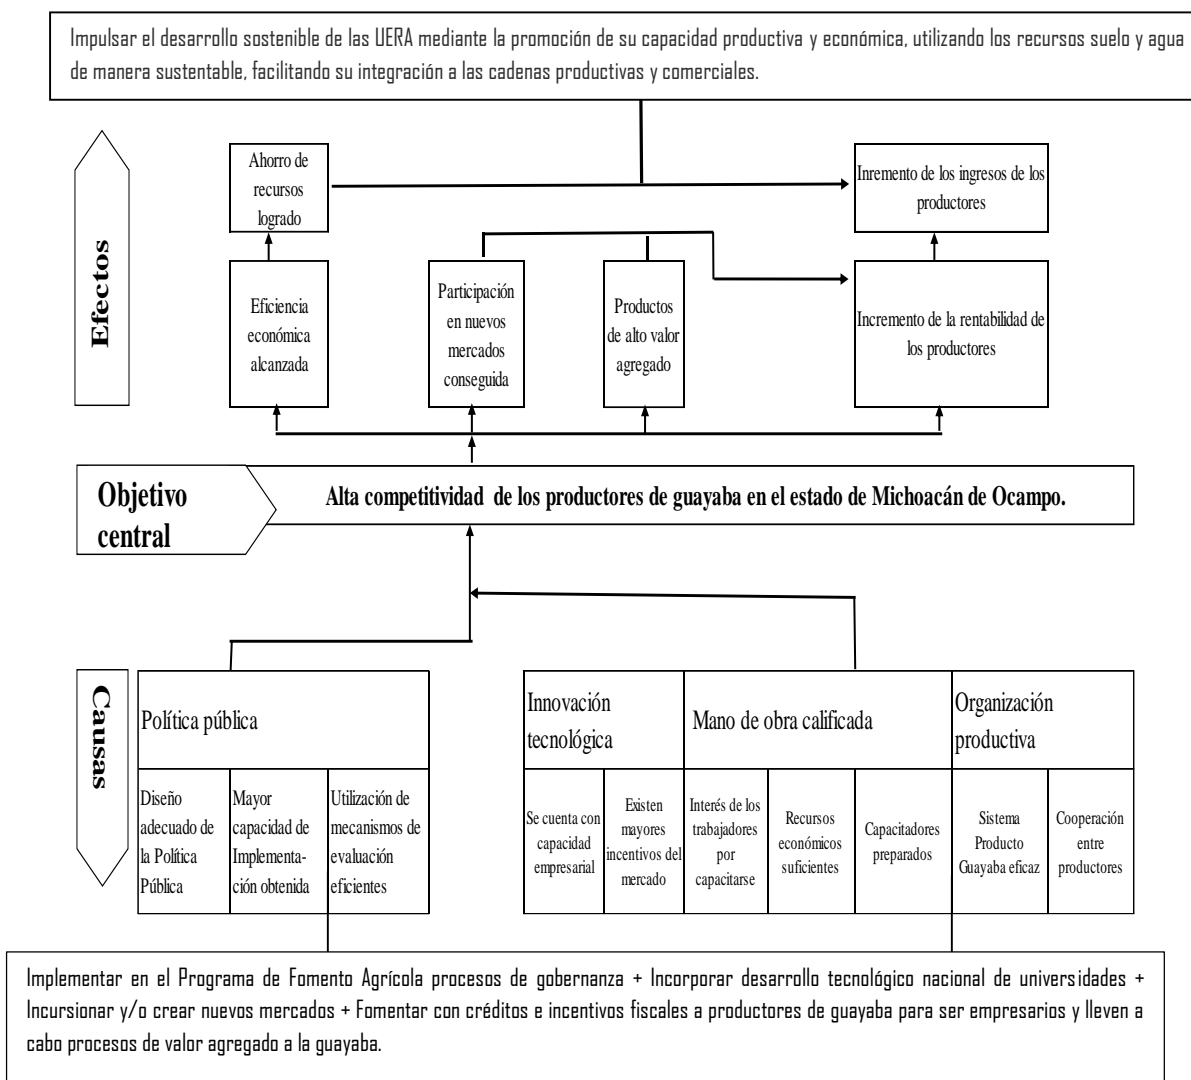 Impulsar el desarrollo sostenible de las UERA mediante la promoción de su capacidad productiva y económica, utilizando los recursos suelo y agua
de manera sustentable, facilitando su integración a las cadenas productivas y comerciales.
Efectos
Ahorro de
recursos
logrado
Inremento de los ingresos de los
productores
Eficiencia
económica
alcanzada
Participación
en nuevos
mercados
conseguida
Productos
de alto valor
agregado
Incremento de la rentabilidad de
los productores
Objetivo
central
Alta competitividad de los productores de guayaba en el estado de Michoacán de Ocampo.
Causas
Política pública
Innovación
tecnológica
Mano de obra calificada
Organización
productiva
Diseño
adecuado de
la Política
Pública
Mayor
capacidad de
Implementa-
ción obtenida
Utilización de
mecanismos de
evaluación
eficientes
Se cuenta con
capacidad
empresarial
Existen
mayores
incentivos del
mercado
Interés de los
trabajadores
por
capacitarse
Recursos
económicos
suficientes
Capacitadores
preparados
Sistema
Producto
Guayaba eficaz
Cooperación
entre
productores
Implementar en el Programa de Fomento Agrícola procesos de gobernanza + Incorporar desarrollo tecnológico nacional de universidades +
Incursionar y/o crear nuevos mercados + Fomentar con créditos e incentivos fiscales a productores de guayaba para ser empresarios y lleven a
cabo procesos de valor agregado a la guayaba.